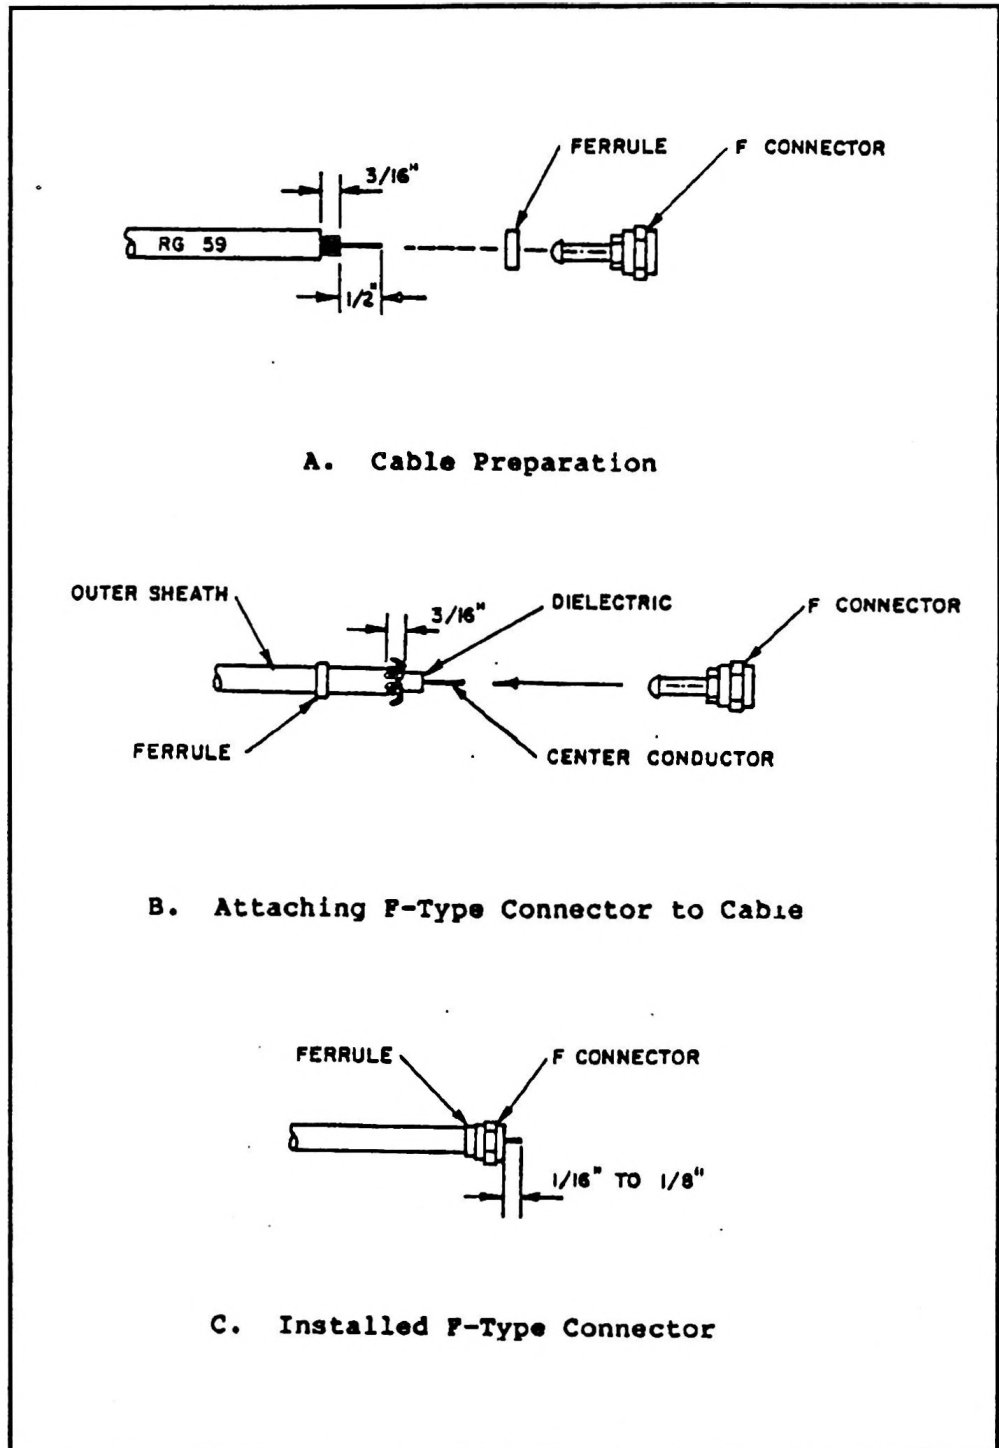 FERRULE
F CONNECTOR
3/16"
RG 59
1/2"
A. Cable Preparation
OUTER SHEATH
3/16"
DIELECTRIC
F CONNECTOR
FERRULE
CENTER CONDUCTOR
B. Attaching F-Type Connector to Cable
FERRULE
F CONNECTOR
1/16" TO 1/8"
C. Installed F-Type Connector